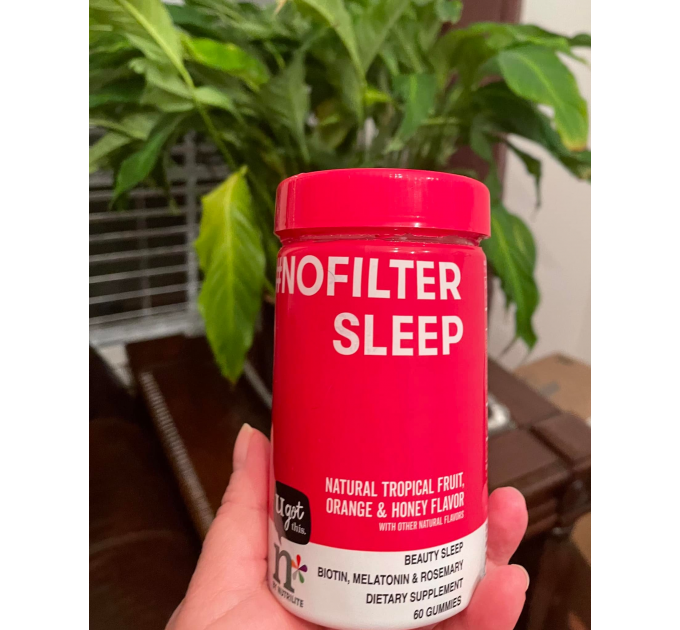 #NOFILTER
SLEEP
NATURAL TROPICAL FRUIT,
ORANGE & HONEY FLAVOR
WITH OTHER NATURAL FLAVORS
U got
this.
n
BY NUTRILITE
BEAUTY SLEEP
BIOTIN, MELATONIN & ROSEMARY
DIETARY SUPPLEMENT
60 GUMMIES